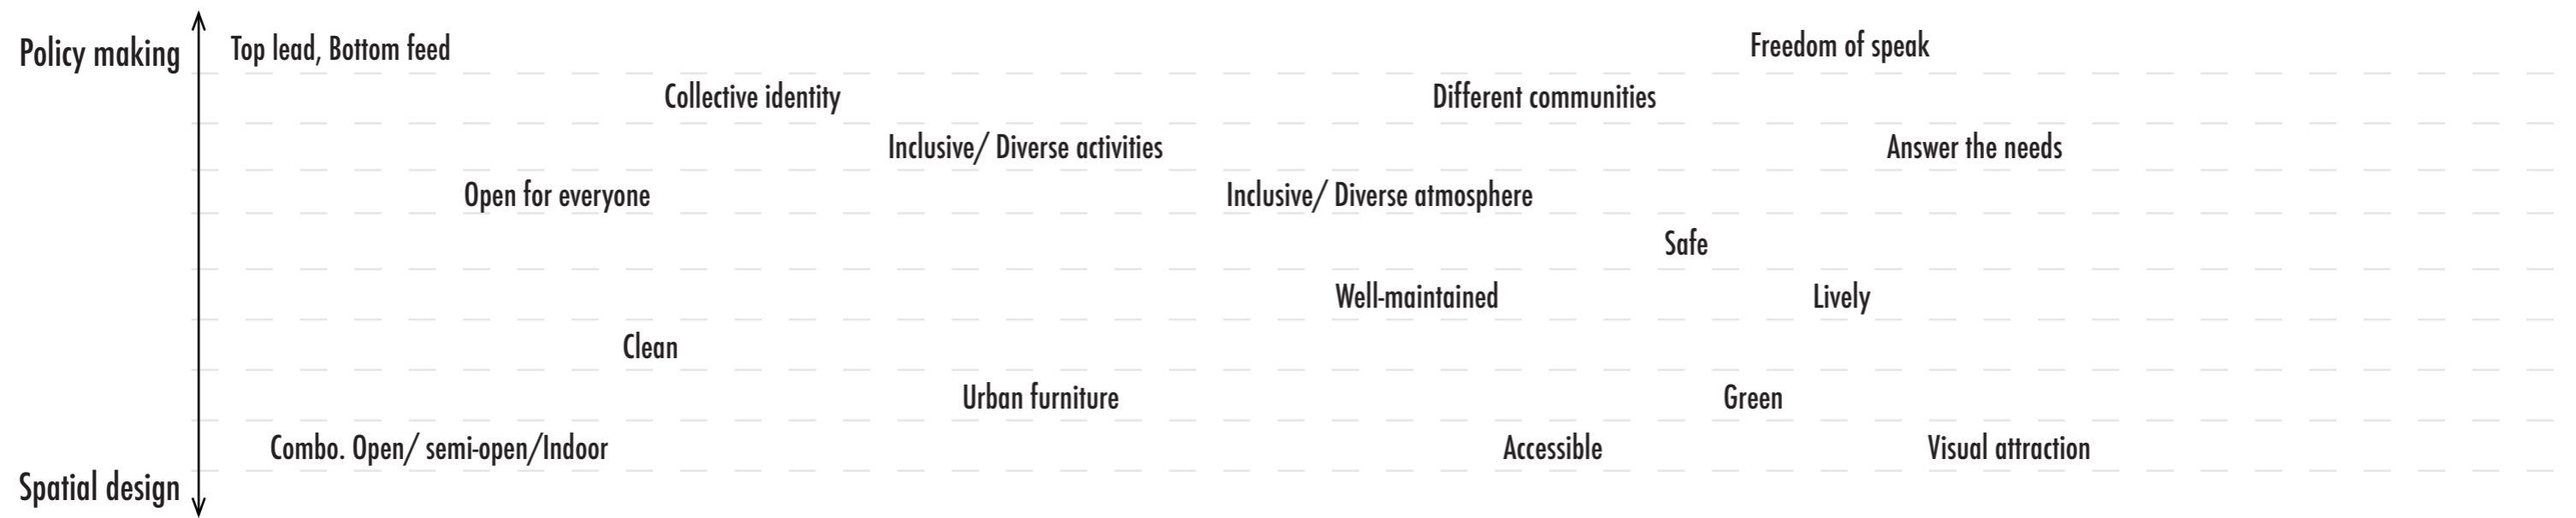 Policy making
Top lead, Bottom feed
Freedom of speak
Collective identity
Different communities
Inclusive/ Diverse activities
Answer the needs
Open for everyone
Inclusive/ Diverse atmosphere
Safe
Well-maintained
Lively
Clean
Urban furniture
Green
Combo. Open/ semi-open/Indoor
Accessible
Visual attraction
Spatial design